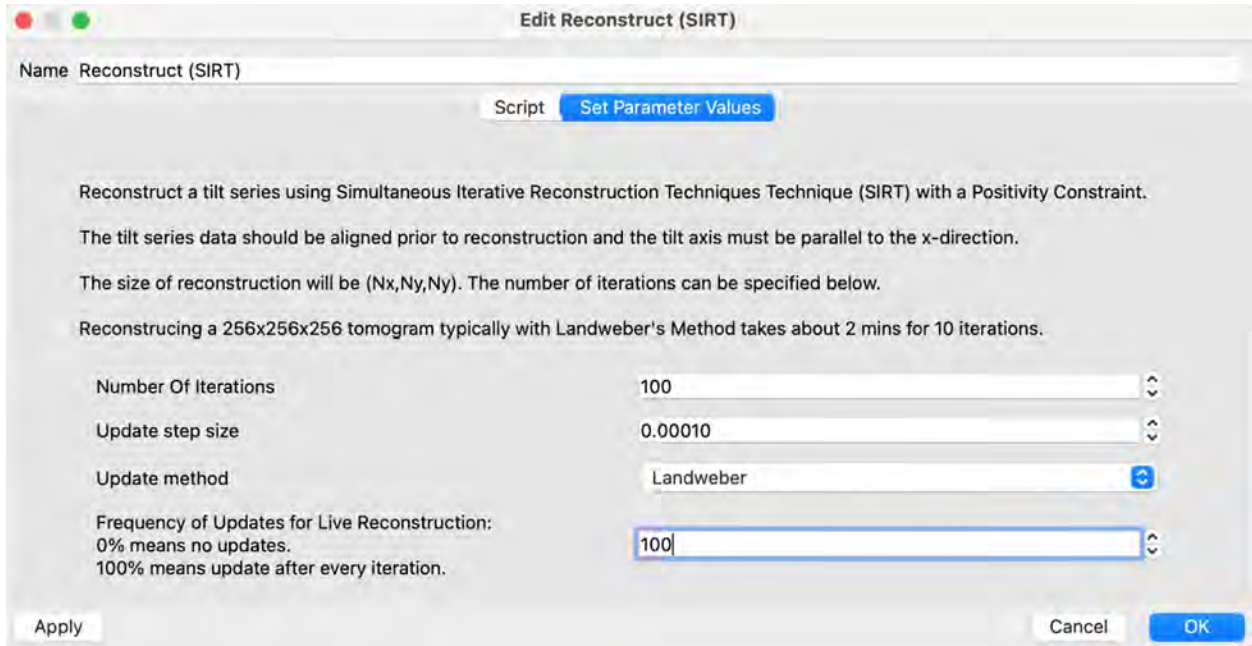 Edit Reconstruct (SIRT)
Name Reconstruct (SIRT)
Script Set Parameter Values
Reconstruct a tilt series using Simultaneous Iterative Reconstruction Techniques Technique (SIRT) with a Positivity Constraint.
The tilt series data should be aligned prior to reconstruction and the tilt axis must be parallel to the x-direction.
The size of reconstruction will be (Nx,Ny,Ny). The number of iterations can be specified below.
Reconstrucing a 256x256x256 tomogram typically with Landweber's Method takes about 2 mins for 10 iterations.
Number Of Iterations 100
Update step size 0.00010
Update method Landweber
Frequency of Updates for Live Reconstruction:
0% means no updates.
100% means update after every iteration.
100
Apply Cancel OK